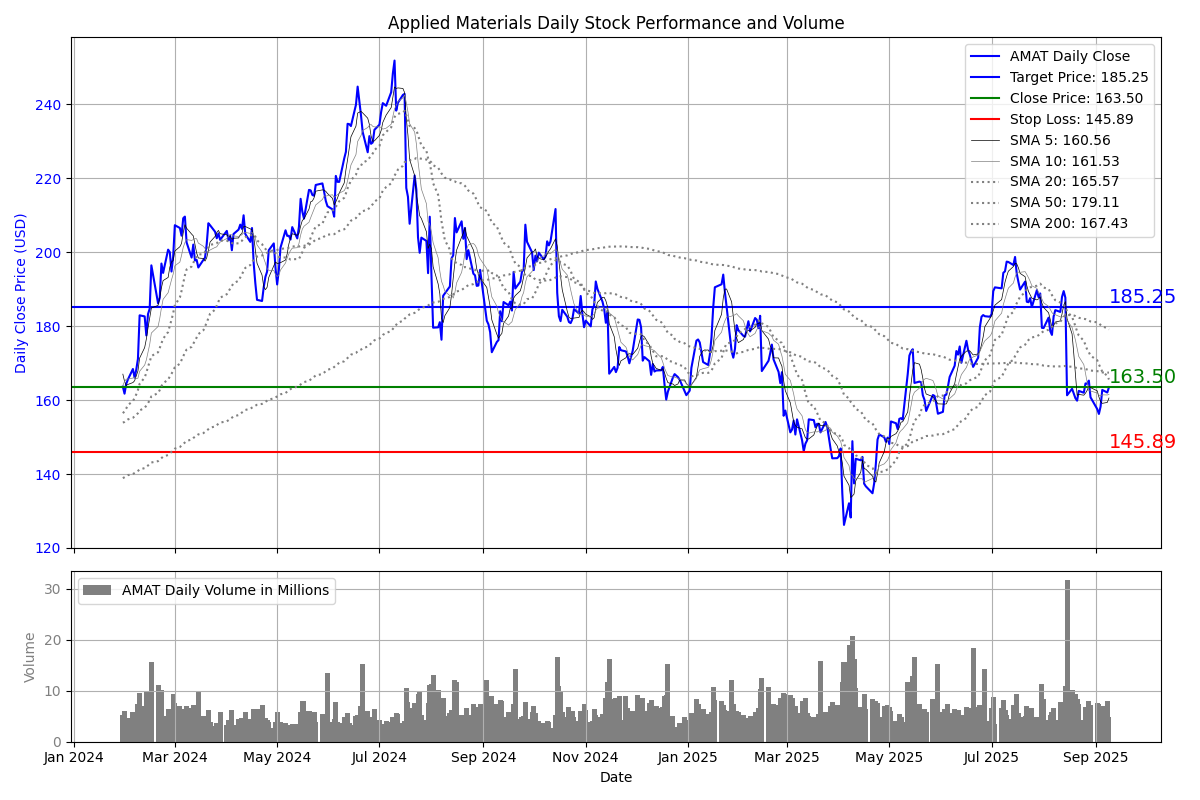 Applied Materials Daily Stock Performance and Volume
Daily Close Price (USD)
240
220
200
180
160
140
120
AMAT Daily Close
Target Price: 185.25
Close Price: 163.50
Stop Loss: 145.89
SMA 5: 160.56
SMA 10: 161.53
SMA 20: 165.57
SMA 50: 179.11
SMA 200: 167.43
185.25
163.50
145.89
Volume
30
20
10
0
AMAT Daily Volume in Millions
Jan 2024 Mar 2024 May 2024 Jul 2024 Sep 2024 Nov 2024 Jan 2025 Mar 2025 May 2025 Jul 2025 Sep 2025
Date